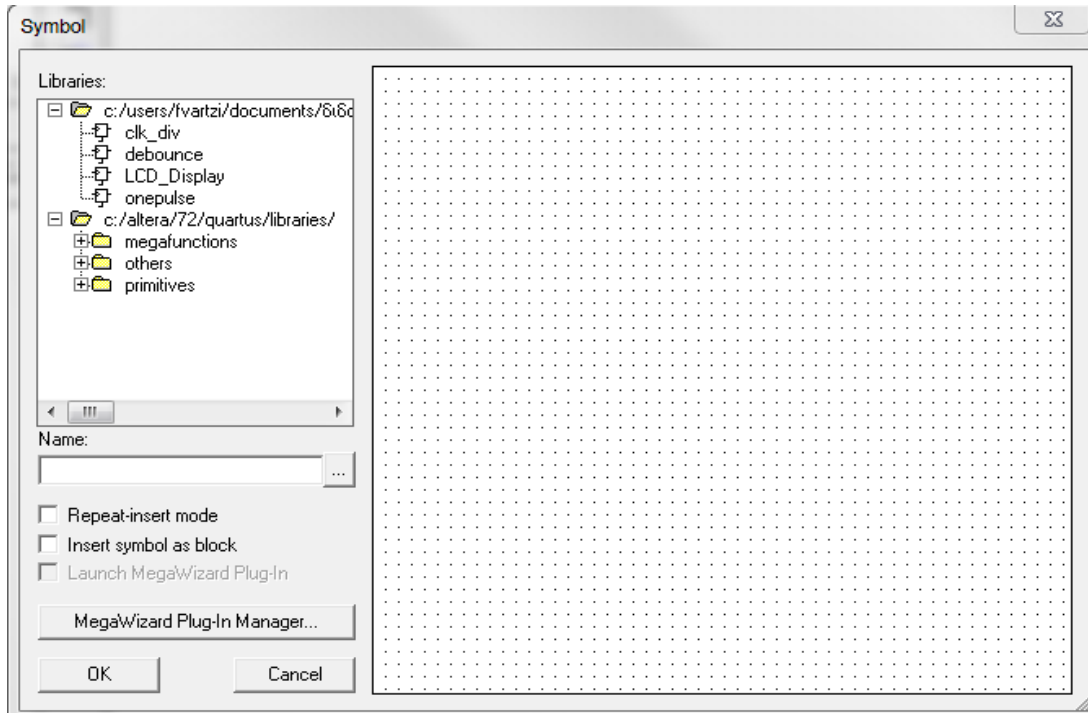 Symbol
Libraries:
c:/users/fvartzi/documents/
clk_div
debounce
LCD_Display
onepulse
c:/altera/72/quartus/libraries/
megafunctions
others
primitives
Name:
...
Repeat-insert mode
Insert symbol as block
Launch MegaWizard Plug-In
MegaWizard Plug-In Manager...
OK
Cancel